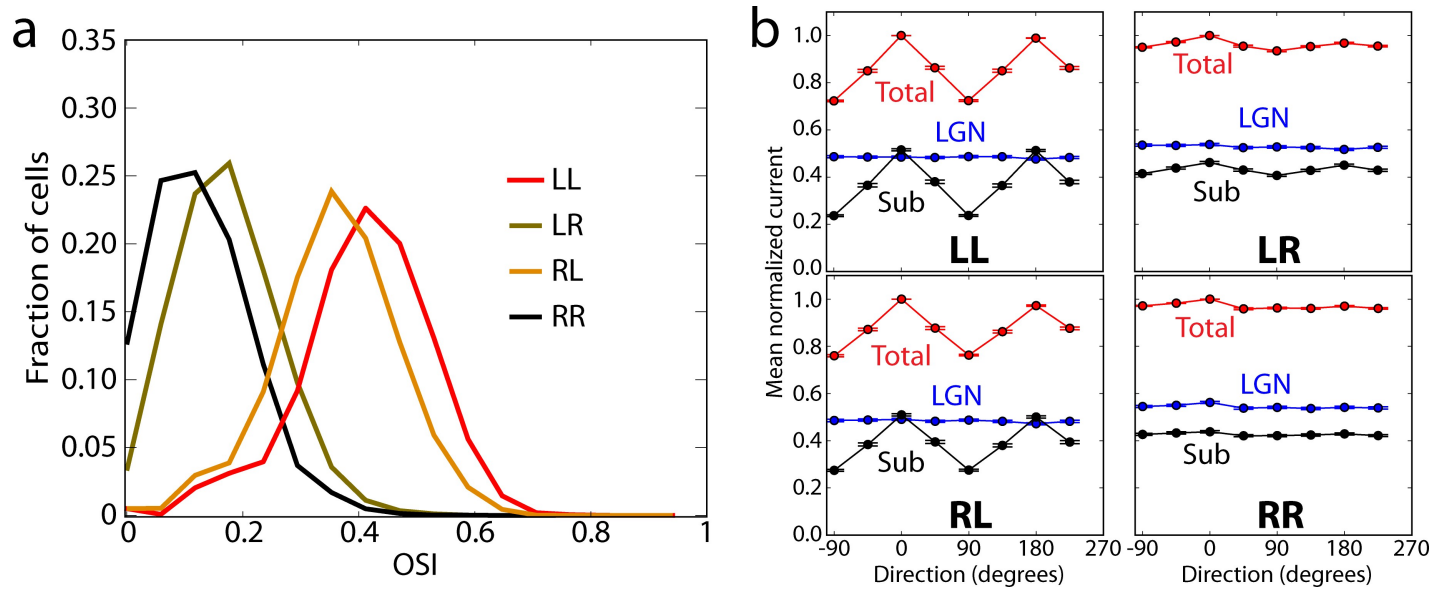 a
0.35
0.30
0.25
0.20
0.15
0.10
0.05
0
Fraction of cells
0
0.2
0.4
0.6
0.8
1
OSI
LL
LR
RL
RR
b
Mean normalized current
1.0
0.8
0.6
0.4
0.2
0.0
Total
LGN
Sub
LL
Total
LGN
Sub
LR
1.0
0.8
0.6
0.4
0.2
0.0
Total
LGN
Sub
RL
Total
LGN
Sub
RR
-90 0 90 180 270
Direction (degrees)
-90 0 90 180 270
Direction (degrees)